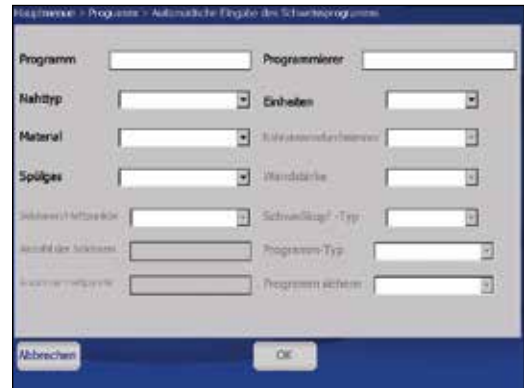 Hauptmenue > Programm > Automatische Eingabe des Schweissprogramms
Programm
Programmierer
Nahttyp
Einheiten
Material
Spülgas
Wandstärke
Schweißkopf -Typ
Anzahl der Sektoren
Programm-Typ
Programm sichern
Abbrechen
OK